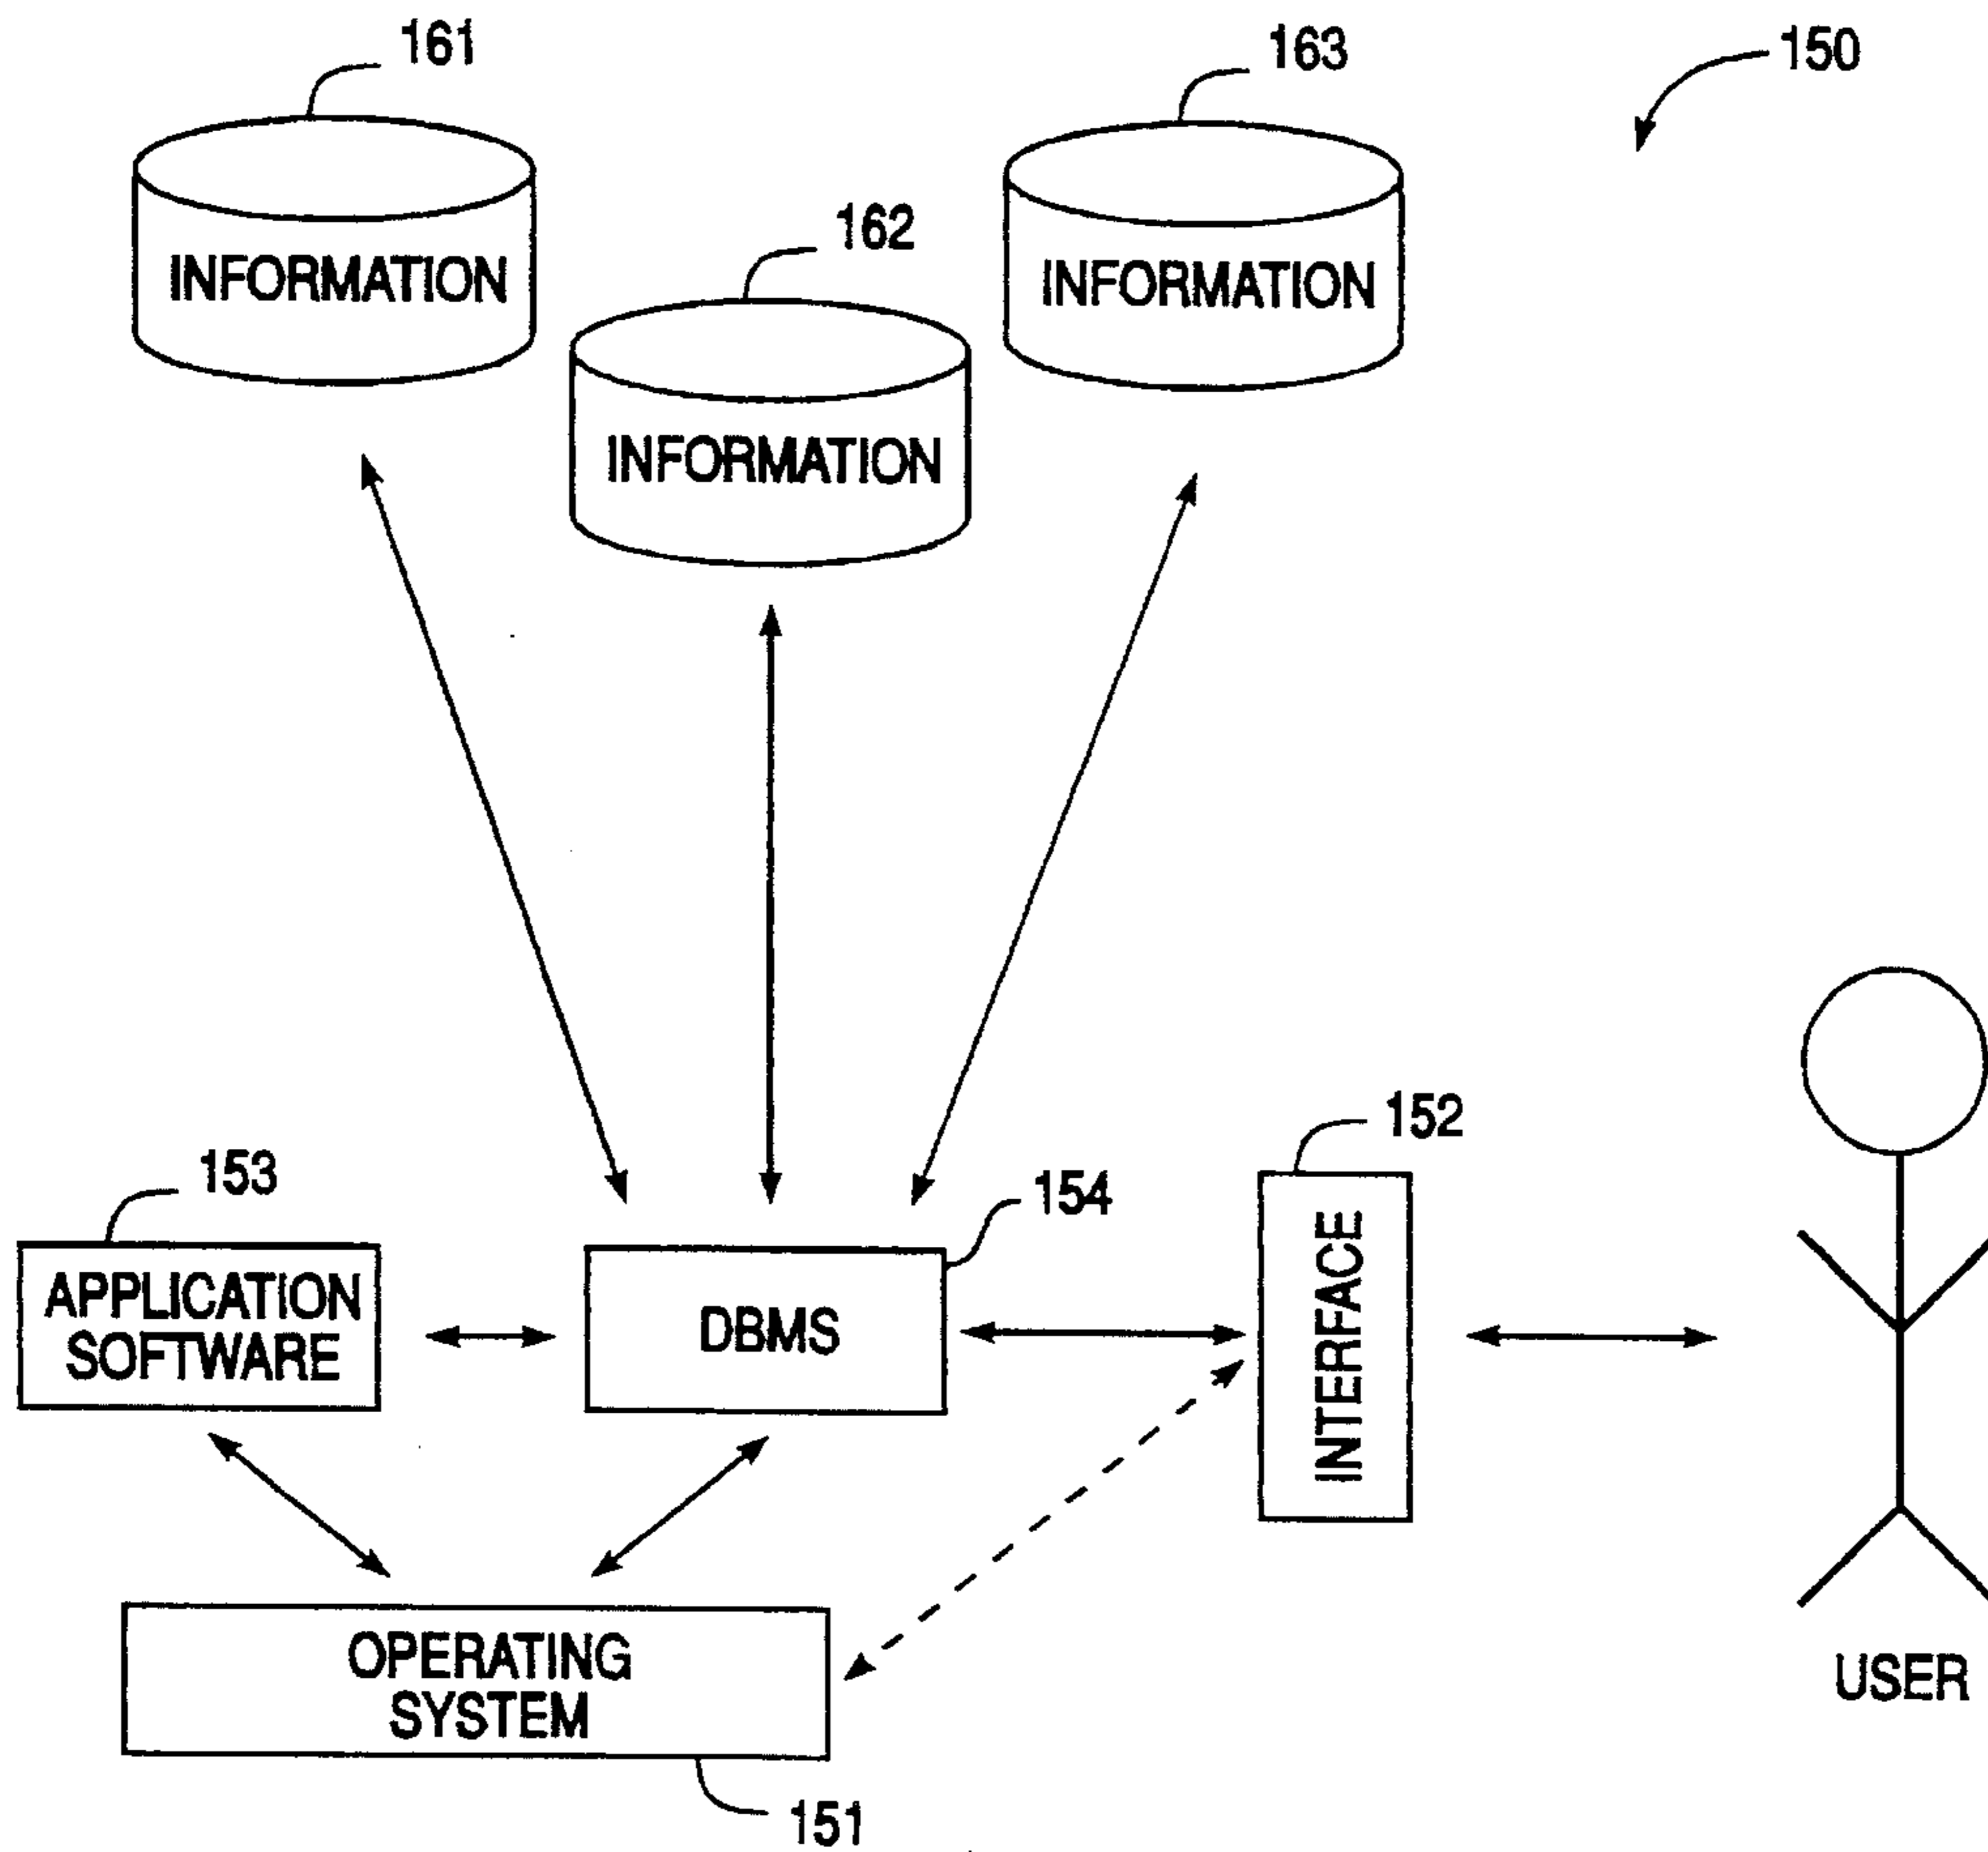 161
163
150
INFORMATION
162
INFORMATION
INFORMATION
152
153
154
APPLICATION
SOFTWARE
DBMS
INTERFACE
OPERATING
SYSTEM
USER
151